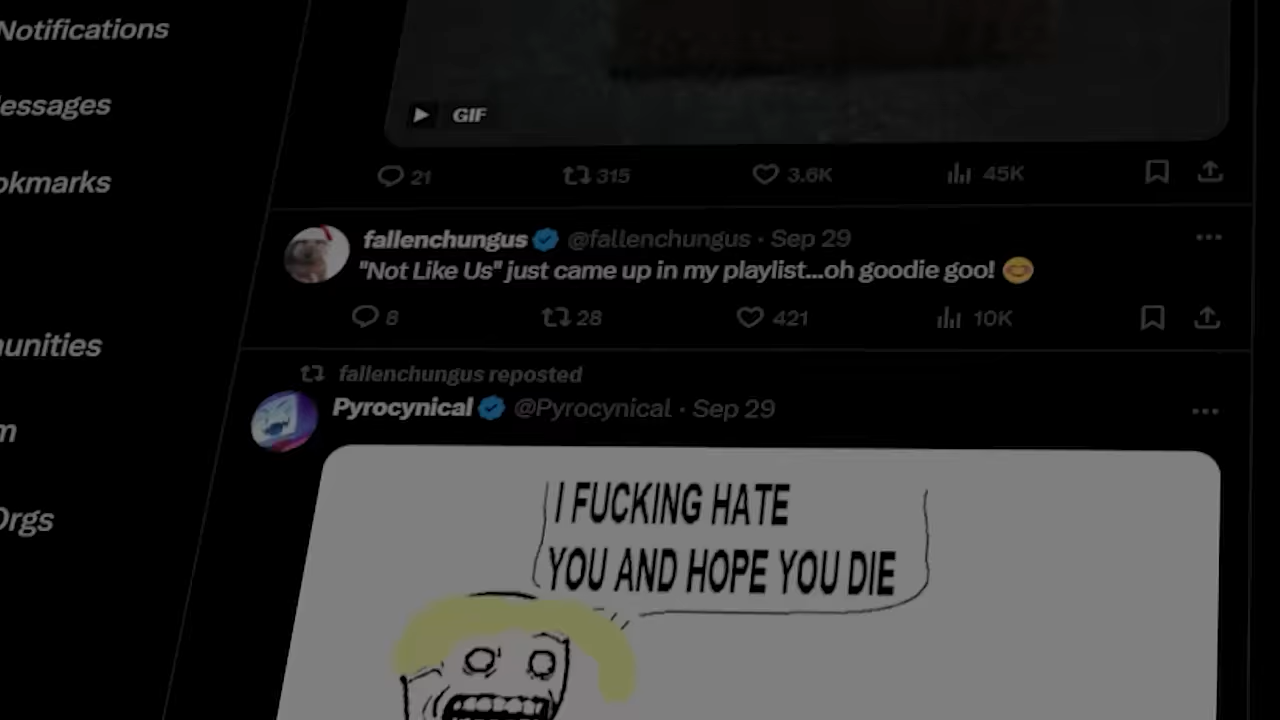 Notifications
essages
okmarks
unities
m
Orgs
GIF
21 315 3.6K 45K
fallenchungus @fallenchungus · Sep 29
"Not Like Us" just came up in my playlist...oh goodie goo! 😊
8 28 421 10K
fallenchungus reposted
Pyrocynical @Pyrocynical · Sep 29
I FUCKING HATE
YOU AND HOPE YOU DIE